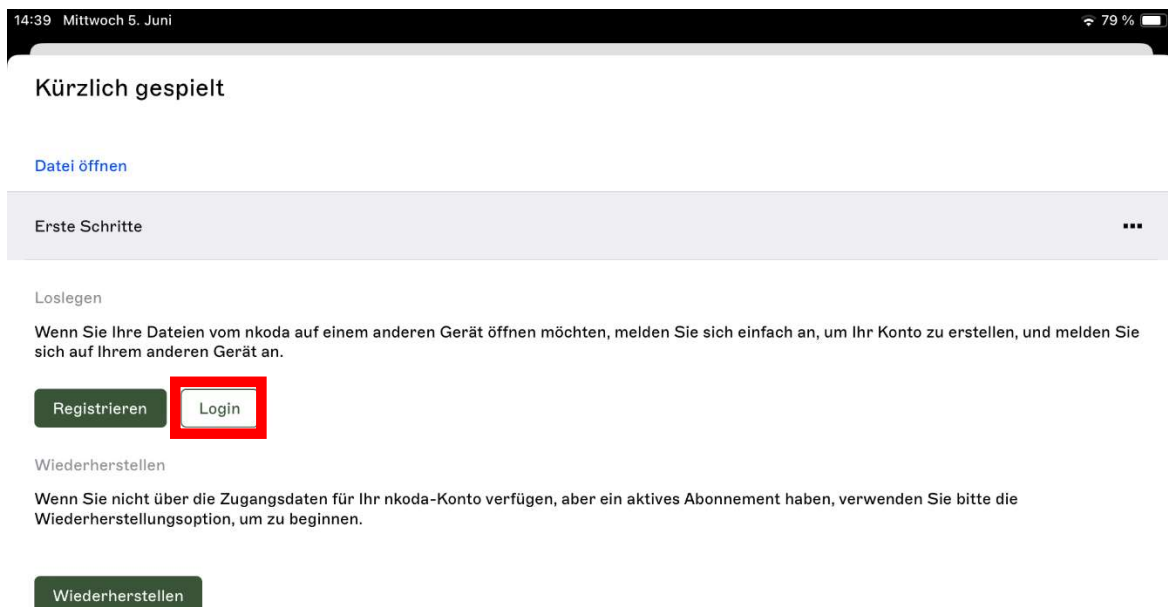 14:39 Mittwoch 5. Juni 79 %
Kürzlich gespielt
Datei öffnen
Erste Schritte
Loslegen
Wenn Sie Ihre Dateien vom nkoda auf einem anderen Gerät öffnen möchten, melden Sie sich einfach an, um Ihr Konto zu erstellen, und melden Sie
sich auf Ihrem anderen Gerät an.
Registrieren Login
Wiederherstellen
Wenn Sie nicht über die Zugangsdaten für Ihr nkoda-Konto verfügen, aber ein aktives Abonnement haben, verwenden Sie bitte die
Wiederherstellungsoption, um zu beginnen.
Wiederherstellen